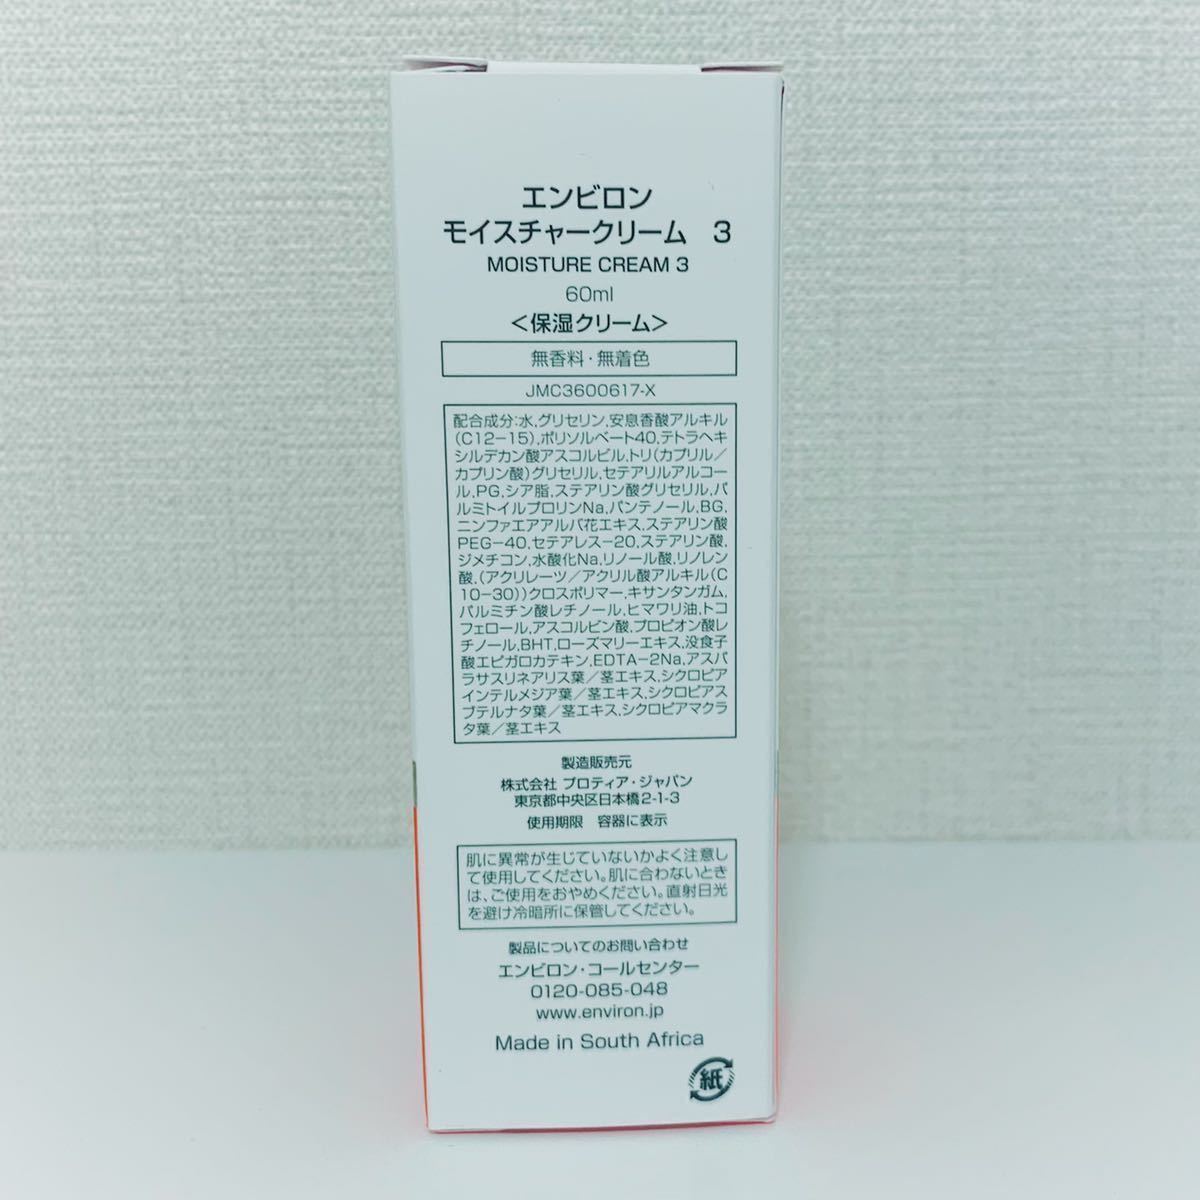 エンビロン
モイスチャークリーム 3
MOISTURE CREAM 3
60ml
＜保湿クリーム＞
無香料・無着色
JMC3600617-X
配合成分:水,グリセリン,安息香酸アルキル
(C12-15),ポリソルベート40,テトラヘキ
シルデカン酸アスコルビル,トリ(カプリル／
カプリン酸)グリセリル,セテアリルアルコー
ル,PG,シア脂,ステアリン酸グリセリル,パ
ルミトイルプロリンNa,パンテノール,BG,
ニンファエアアルバ花エキス,ステアリン酸
PEG-40,セテアレス-20,ステアリン酸,
ジメチコン,水酸化Na,リノール酸,リノレン
酸,(アクリレーツ／アクリル酸アルキル(C
10-30))クロスポリマー,キサンタンガム,
パルミチン酸レチノール,ヒマワリ油,トコ
フェロール,アスコルビン酸,プロピオン酸レ
チノール,BHT,ローズマリーエキス,没食子
酸エピガロカテキン,EDTA-2Na,アスパ
ラサスリネアリス葉／茎エキス,シクロピア
インテルメジア葉／茎エキス,シクロピアス
ブテルナタ葉／茎エキス,シクロピアマクラ
タ葉／茎エキス
製造販売元
株式会社 プロティア・ジャパン
東京都中央区日本橋2-1-3
使用期限 容器に表示
肌に異常が生じていないかよく注意し
て使用してください。肌に合わないとき
は、ご使用をおやめください。直射日光
を避け冷暗所に保管してください。
製品についてのお問い合わせ
エンビロン・コールセンター
0120-085-048
www.environ.jp
Made in South Africa
紙